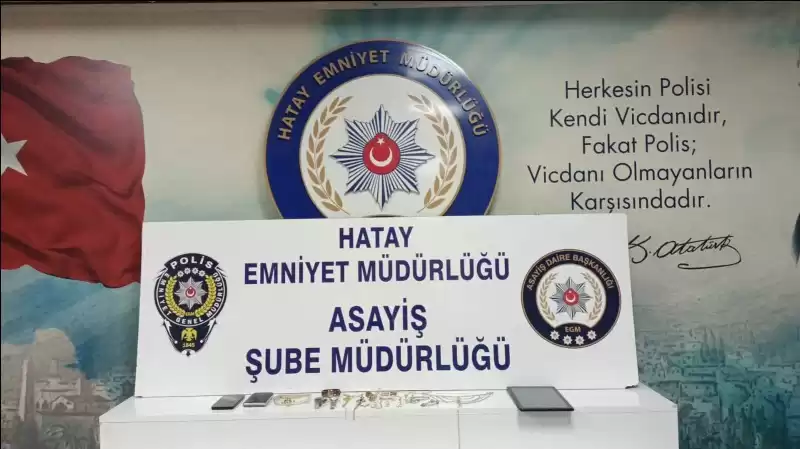 HATAY EMNİYET MÜDÜRLÜĞÜ
Herkesin Polisi
Kendi Vicdanıdır,
Fakat Polis;
Vicdanı Olmayanların
Karşısındadır.
K. Atatürk
HATAY
EMNİYET MÜDÜRLÜĞÜ
ASAYİŞ
ŞUBE MÜDÜRLÜĞÜ
POLİS
EMNİYET GENEL MÜDÜRLÜĞÜ
1845
ASAYİŞ DAİRE BAŞKANLIĞI
EGM